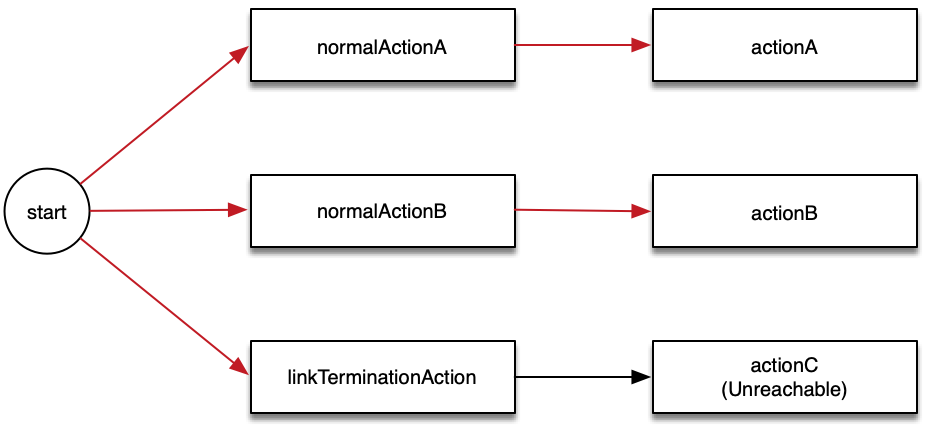 normalActionA
actionA
start
normalActionB
actionB
linkTerminationAction
actionC
(Unreachable)